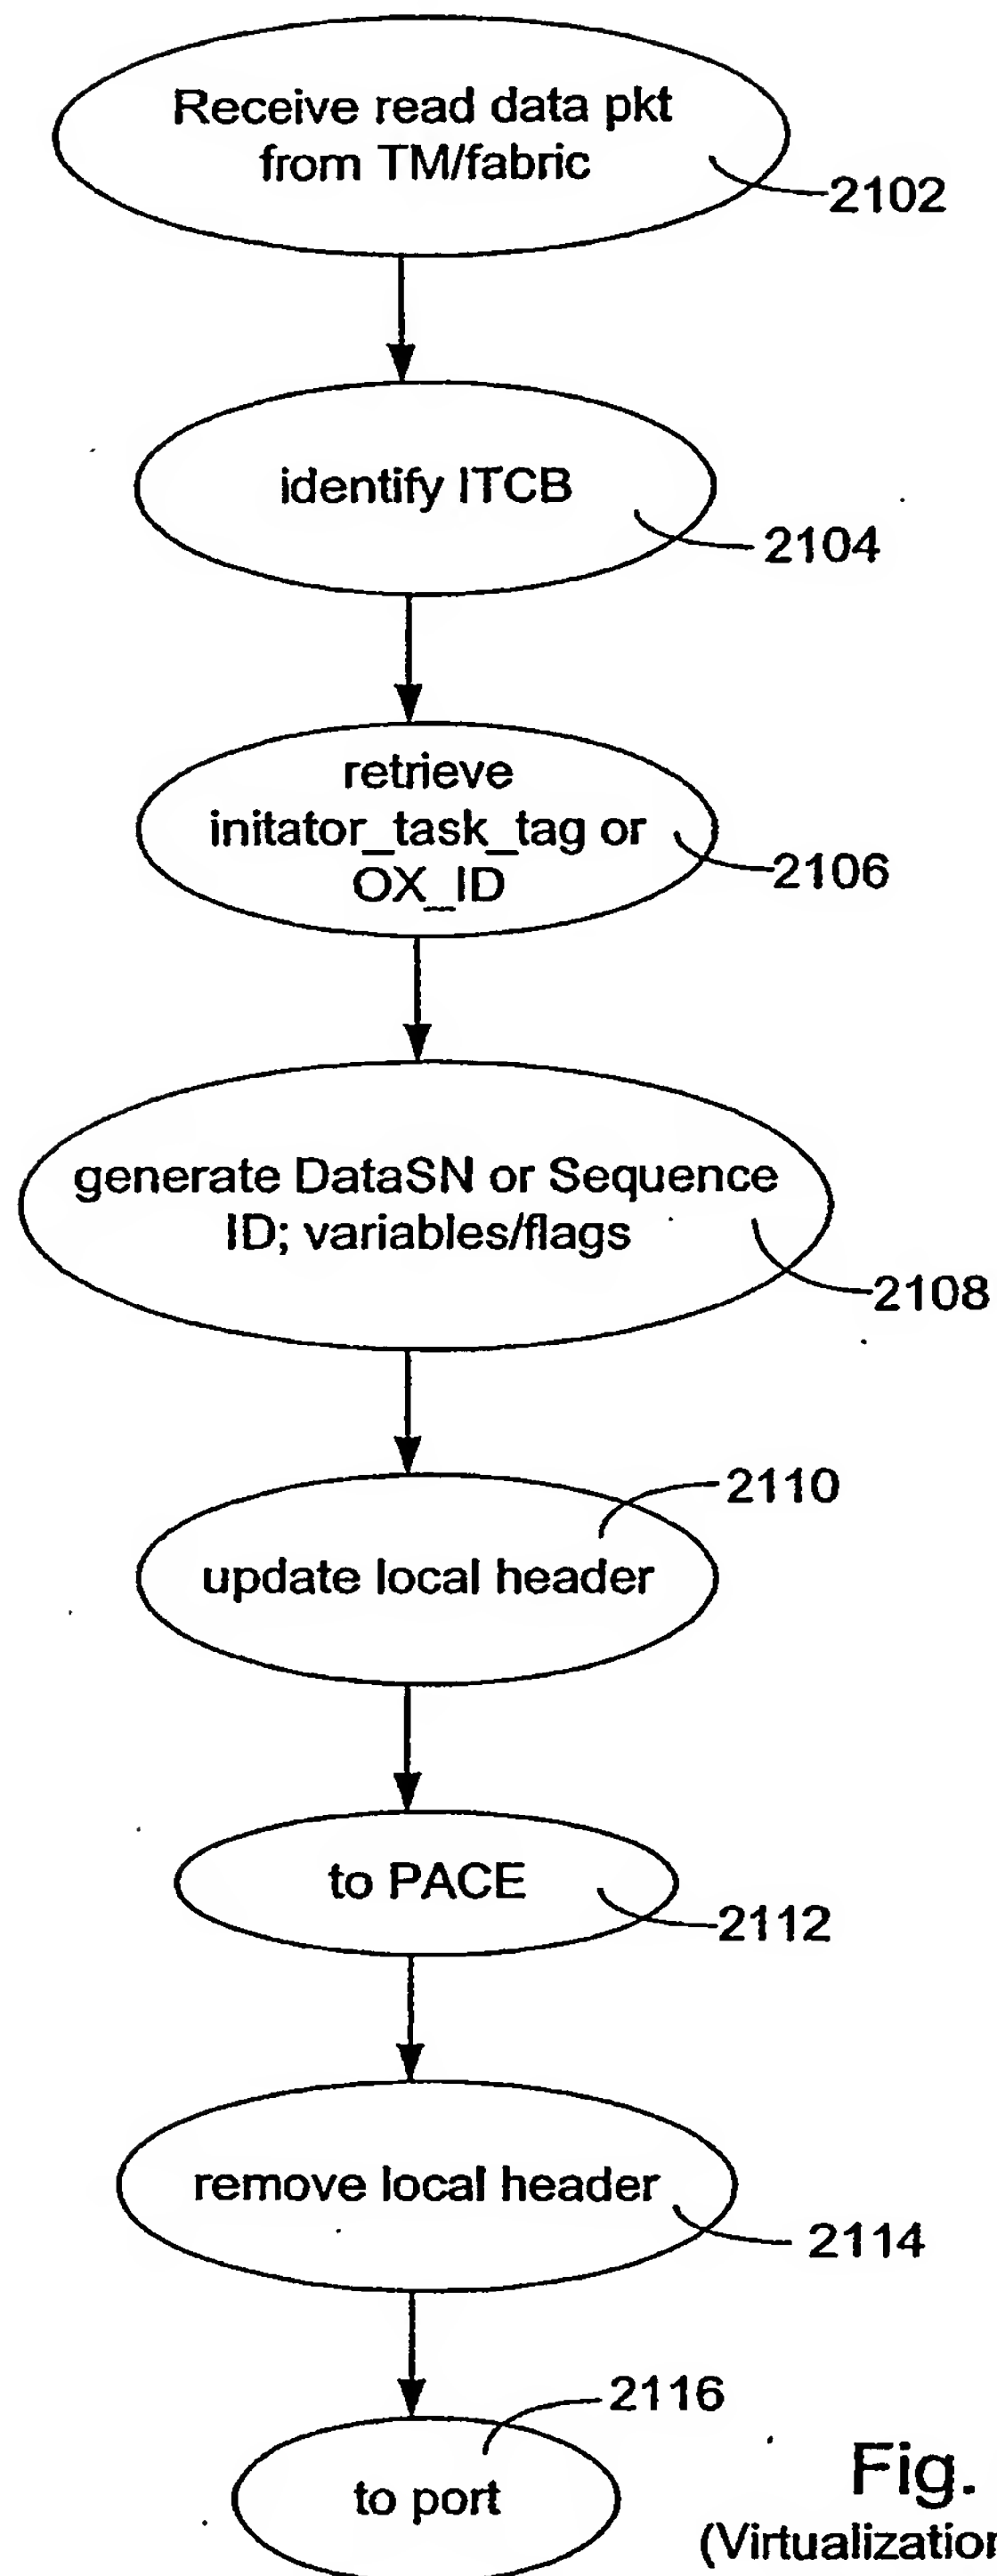 Receive read data pkt
from TM/fabric
2102
identify ITCB
2104
retrieve
initator_task_tag or
OX_ID
2106
generate DataSN or Sequence
ID; variables/flags
2108
2110
update local header
to PACE
2112
remove local header
2114
2116
to port
Fig.
(Virtualization